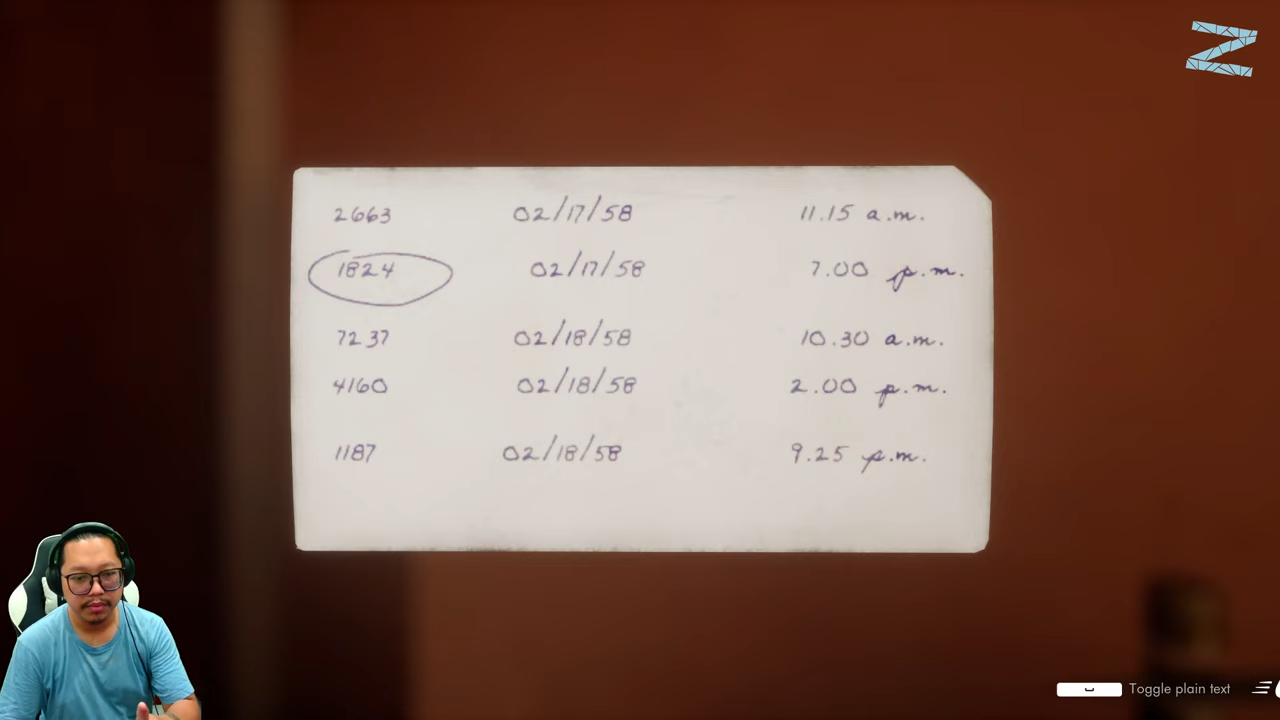 Z
2663 02/17/58 11.15 a.m.
1824 02/17/58 7.00 p.m.
7237 02/18/58 10.30 a.m.
4160 02/18/58 2.00 p.m.
1187 02/18/58 9.25 p.m.
Toggle plain text